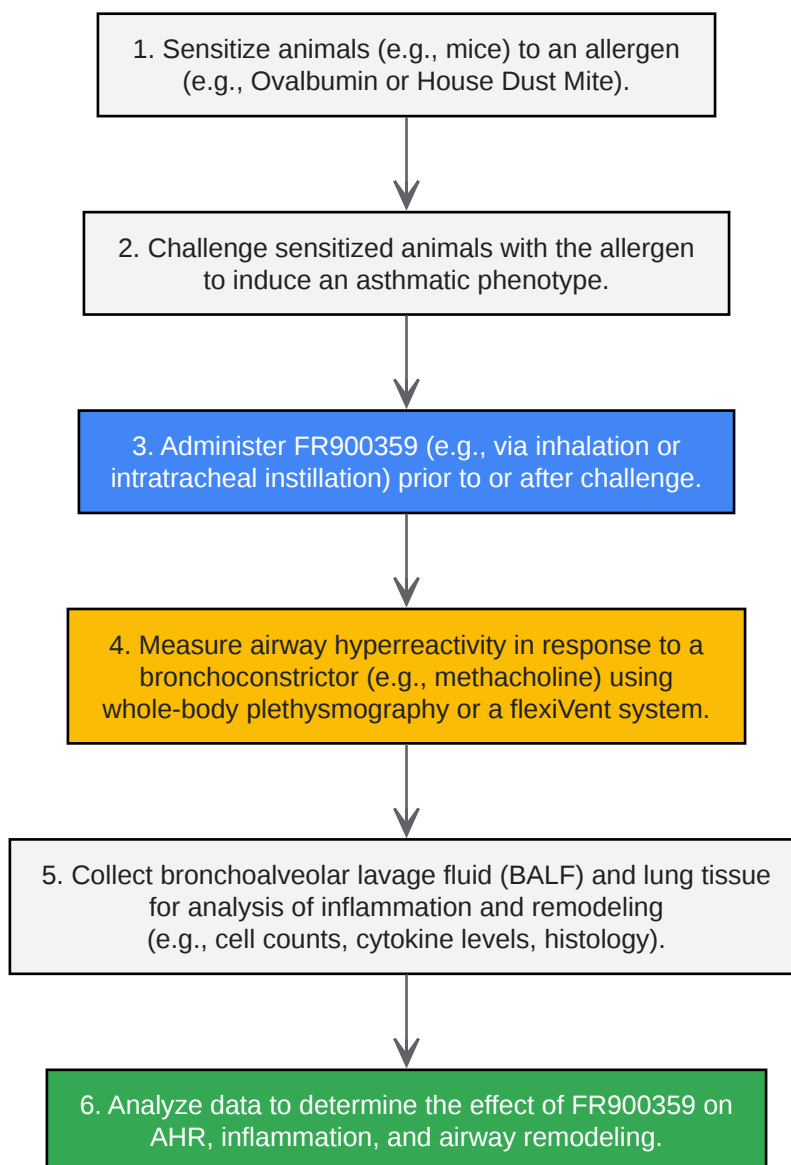 1. Sensitize animals (e.g., mice) to an allergen
(e.g., Ovalbumin or House Dust Mite).
2. Challenge sensitized animals with the allergen
to induce an asthmatic phenotype.
3. Administer FR900359 (e.g., via inhalation or
intratracheal instillation) prior to or after challenge.
4. Measure airway hyperreactivity in response to a
bronchoconstrictor (e.g., methacholine) using
whole-body plethysmography or a flexiVent system.
5. Collect bronchoalveolar lavage fluid (BALF) and lung tissue
for analysis of inflammation and remodeling
(e.g., cell counts, cytokine levels, histology).
6. Analyze data to determine the effect of FR900359 on
AHR, inflammation, and airway remodeling.